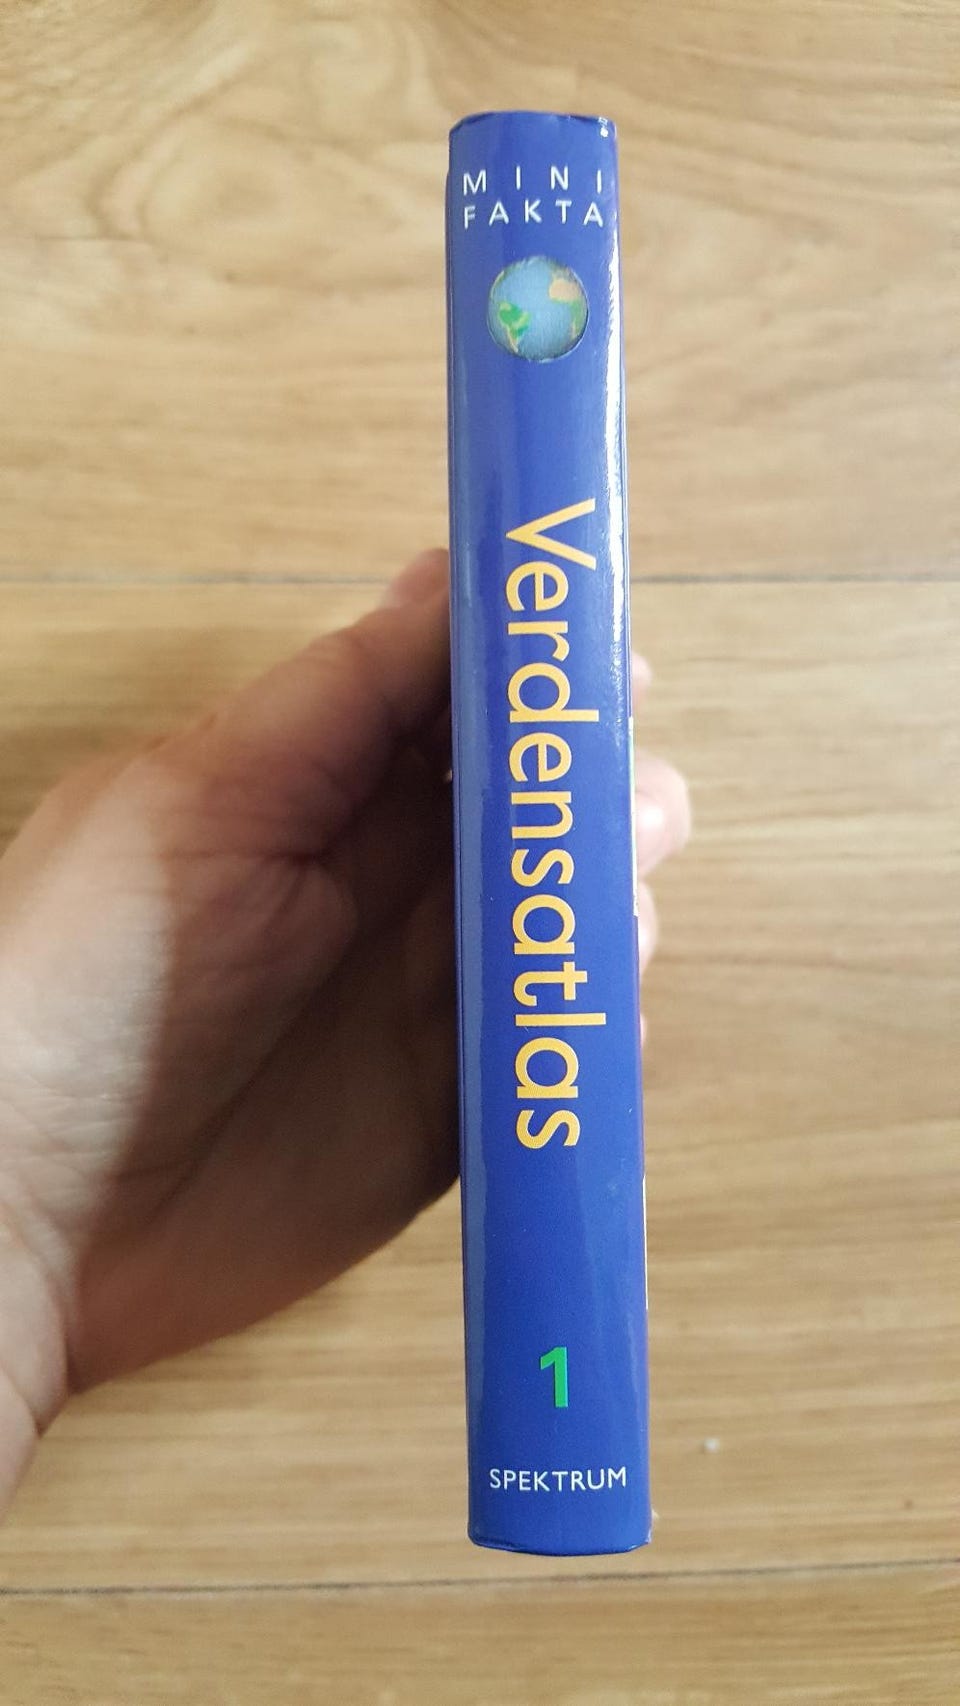 MINI
FAKTA
Verdensatlas
1
SPEKTRUM